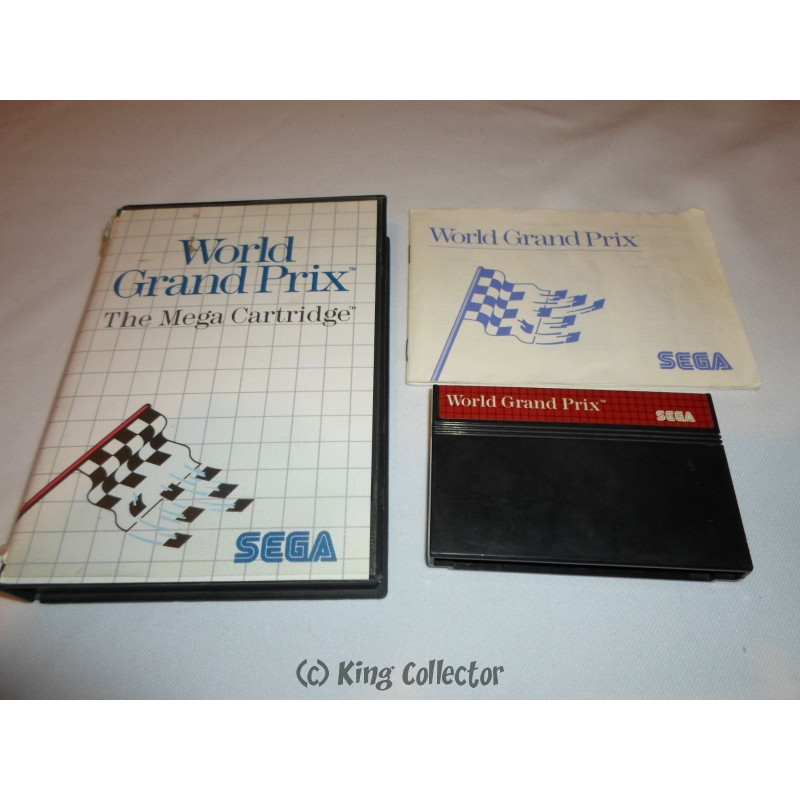 World
Grand Prix™
The Mega Cartridge™
SEGA
World Grand Prix
SEGA
World Grand Prix™
SEGA
(c) King Collector